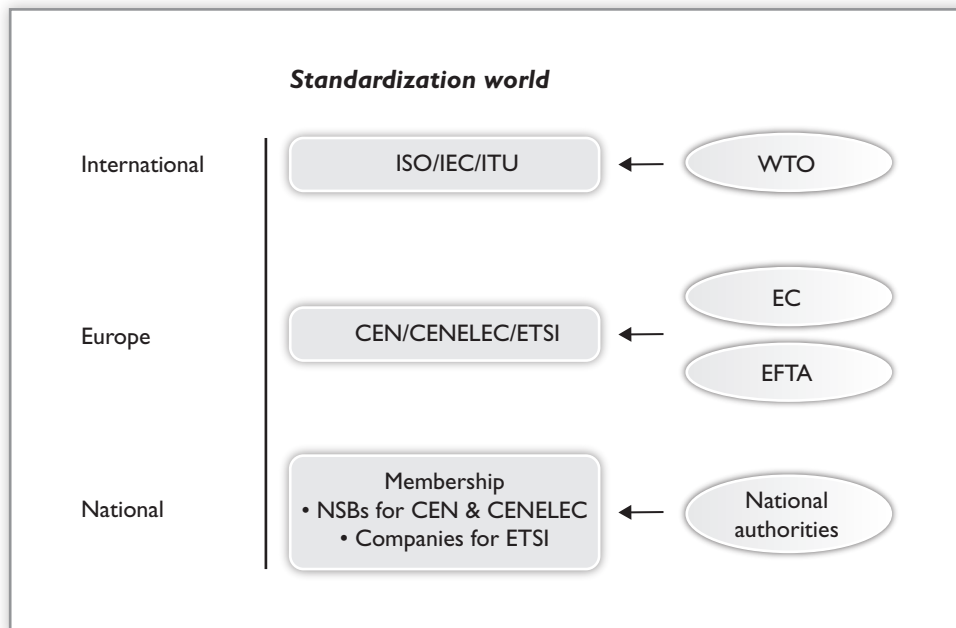 Standardization world
International
ISO/IEC/ITU
WTO
Europe
CEN/CENELEC/ETSI
EC
EFTA
National
Membership
• NSBs for CEN & CENELEC
• Companies for ETSI
National
authorities